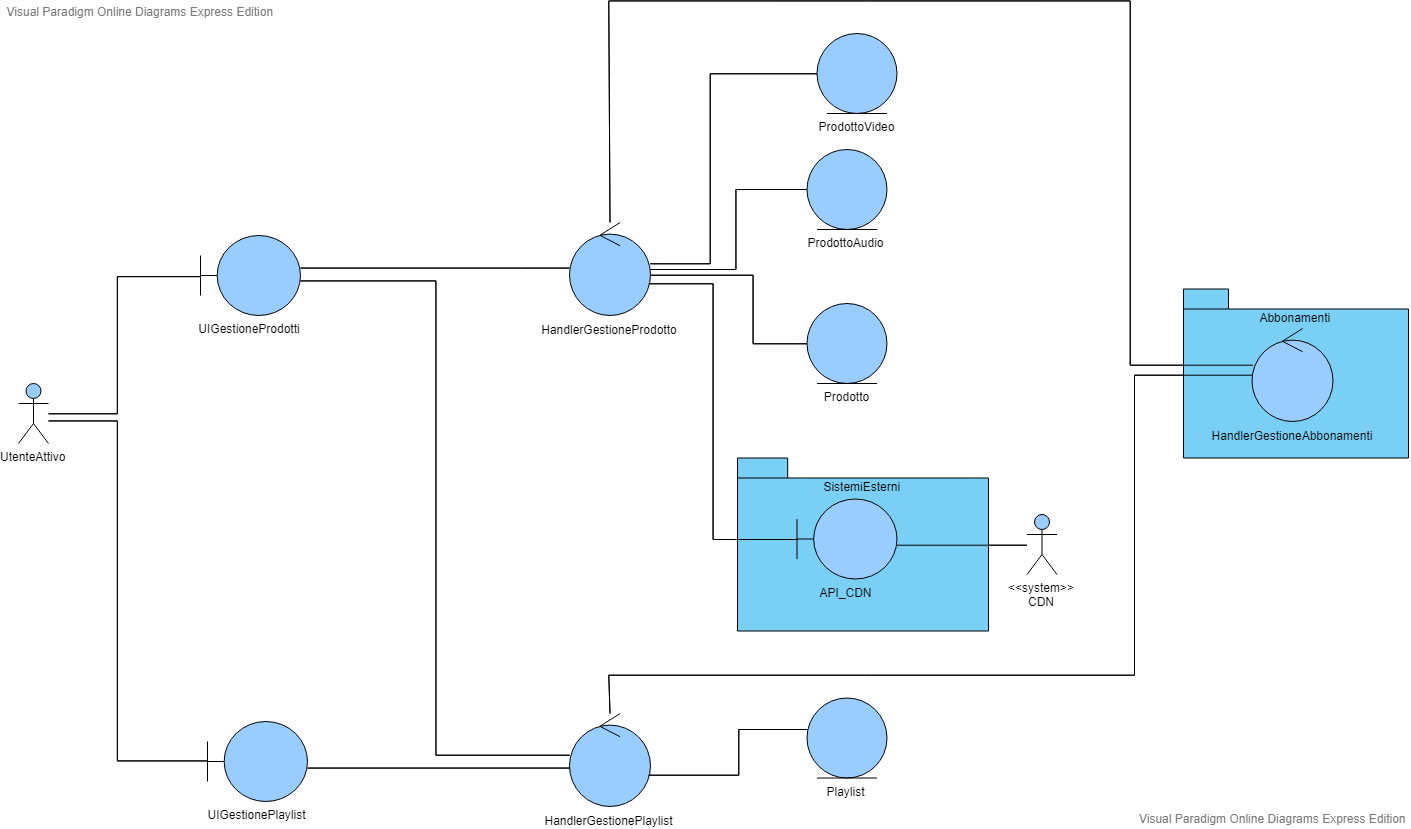 Visual Paradigm Online Diagrams Express Edition
ProdottoVideo
ProdottoAudio
UIGestioneProdotti
HandlerGestioneProdotto
Abbonamenti
Prodotto
HandlerGestioneAbbonamenti
UtenteAttivo
SistemiEsterni
API_CDN
<<system>>
CDN
Playlist
UIGestionePlaylist
HandlerGestionePlaylist
Visual Paradigm Online Diagrams Express Edition